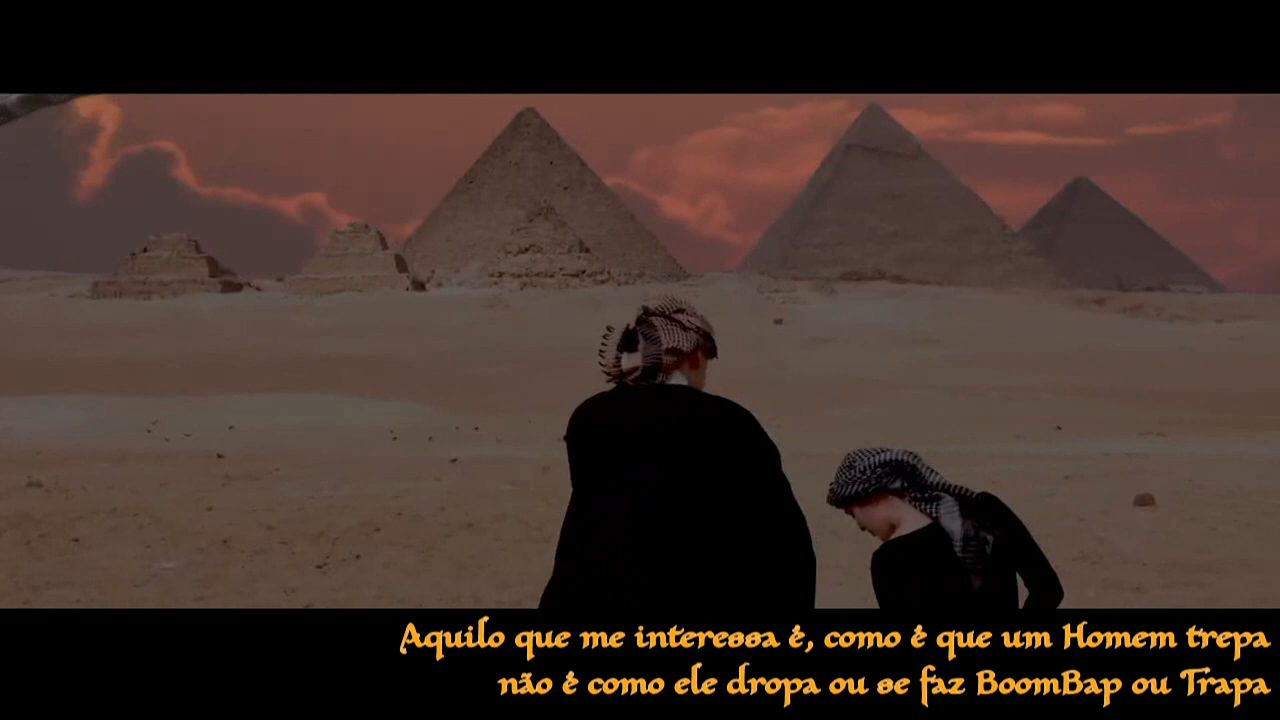 Aquilo que me interessa é, como é que um Homem trepa
não é como ele dropa ou se faz BoomBap ou Trapa